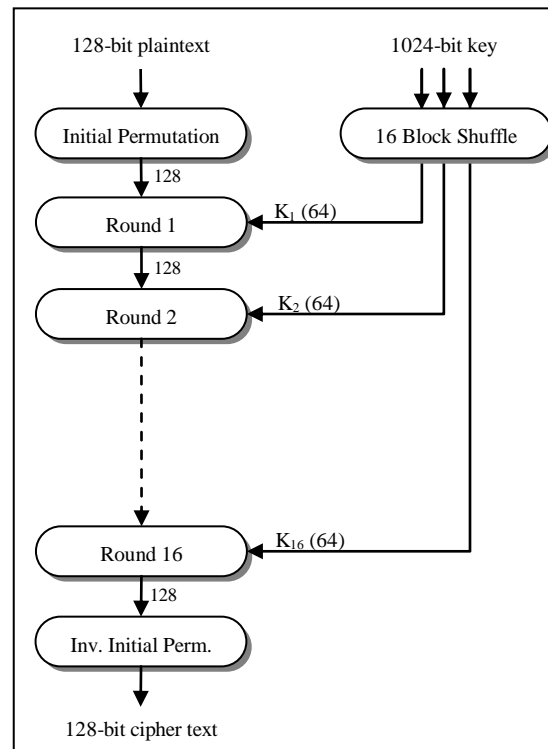 128-bit plaintext
1024-bit key
Initial Permutation
16 Block Shuffle
128
Round 1
K₁ (64)
128
Round 2
K₂ (64)
Round 16
K₁₆ (64)
128
Inv. Initial Perm.
128-bit cipher text